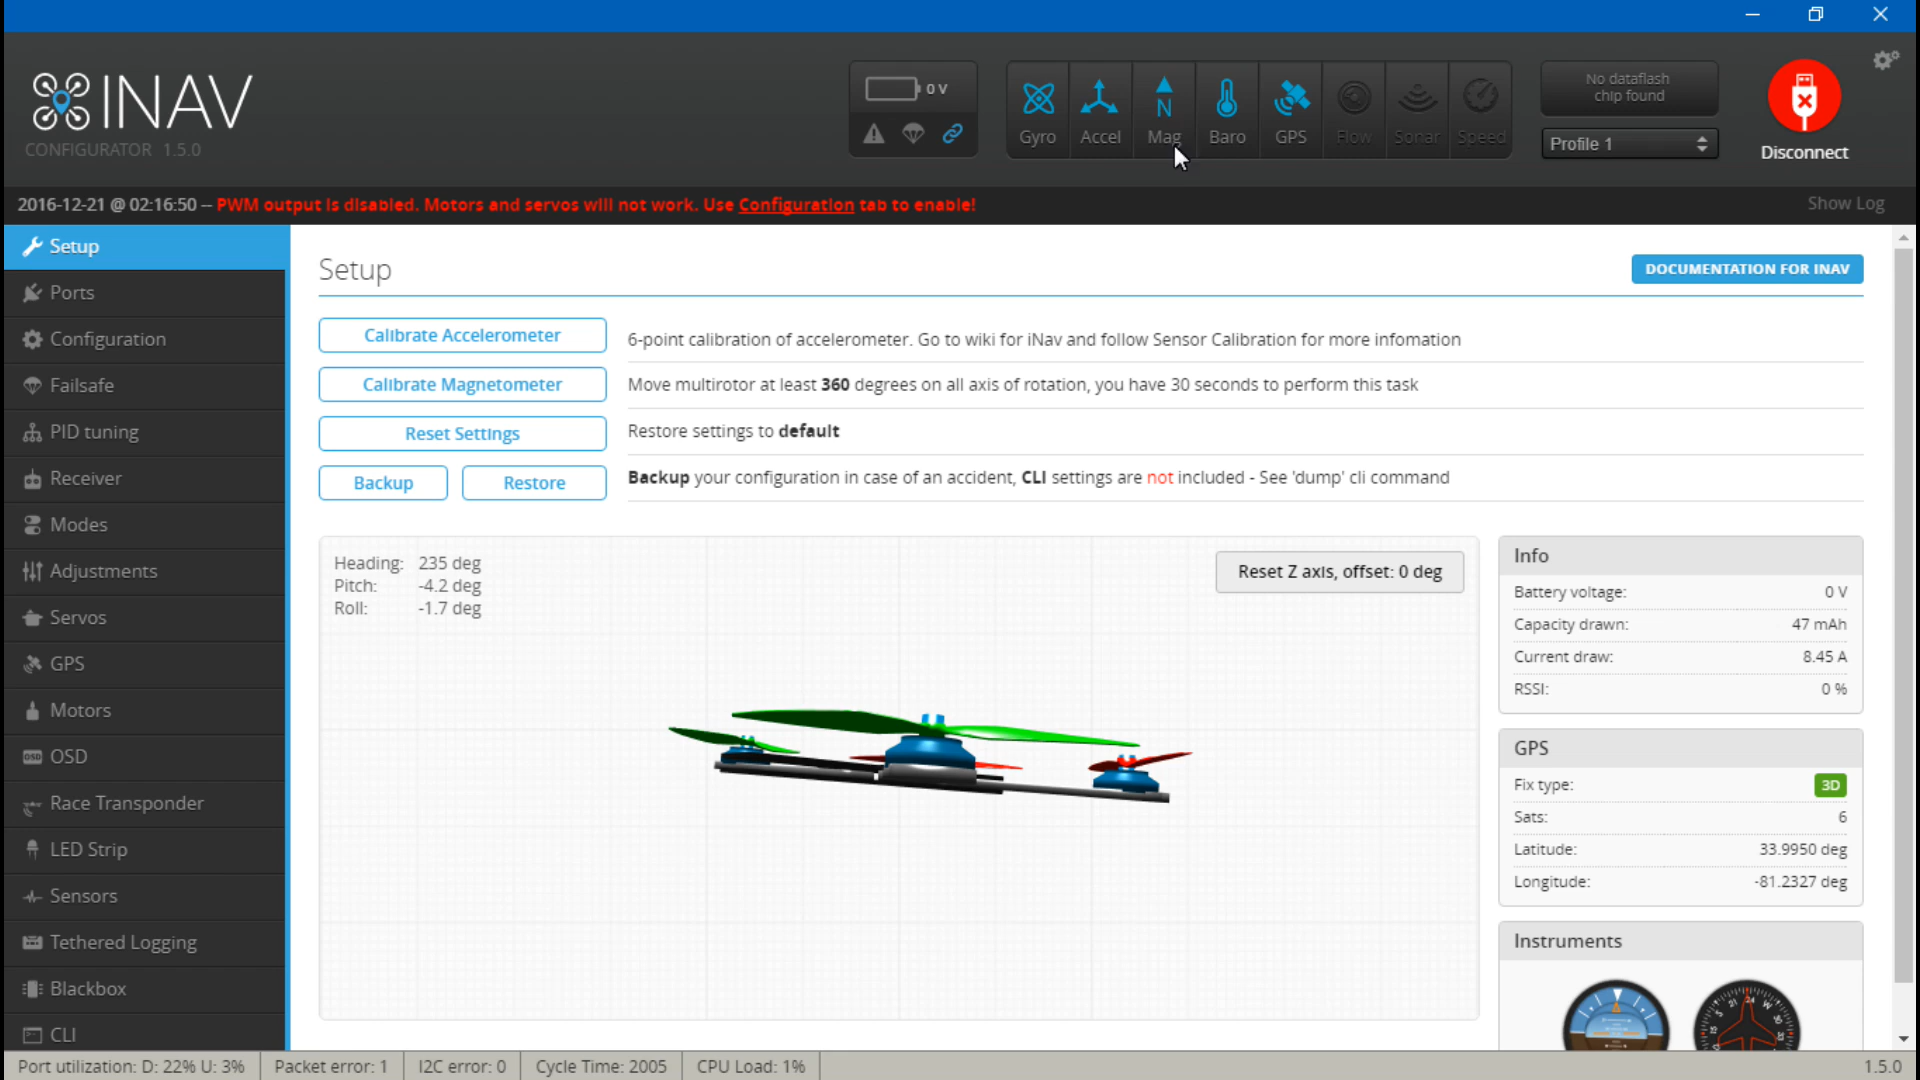 INAV
CONFIGURATOR 1.5.0
0 V
Gyro
Accel
Mag
Baro
GPS
Flow
Sonar
Speed
No dataflash
chip found
Profile 1
Disconnect
2016-12-21 @ 02:16:50 -- PWM output is disabled. Motors and servos will not work. Use Configuration tab to enable!
Show Log
Setup
Ports
Configuration
Failsafe
PID tuning
Receiver
Modes
Adjustments
Servos
GPS
Motors
OSD
OSD
Race Transponder
LED Strip
Sensors
Tethered Logging
Blackbox
CLI
Setup
DOCUMENTATION FOR INAV
Calibrate Accelerometer
6-point calibration of accelerometer. Go to wiki for iNav and follow Sensor Calibration for more infomation
Calibrate Magnetometer
Move multirotor at least 360 degrees on all axis of rotation, you have 30 seconds to perform this task
Reset Settings
Restore settings to default
Backup
Restore
Backup your configuration in case of an accident, CLI settings are not included - See 'dump' cli command
Heading: 235 deg
Pitch: -4.2 deg
Roll: -1.7 deg
Reset Z axis, offset: 0 deg
Info
Battery voltage: 0 V
Capacity drawn: 47 mAh
Current draw: 8.45 A
RSSI: 0 %
GPS
Fix type: 3D
Sats: 6
Latitude: 33.9950 deg
Longitude: -81.2327 deg
Instruments
Port utilization: D: 22% U: 3%
Packet error: 1
I2C error: 0
Cycle Time: 2005
CPU Load: 1%
1.5.0